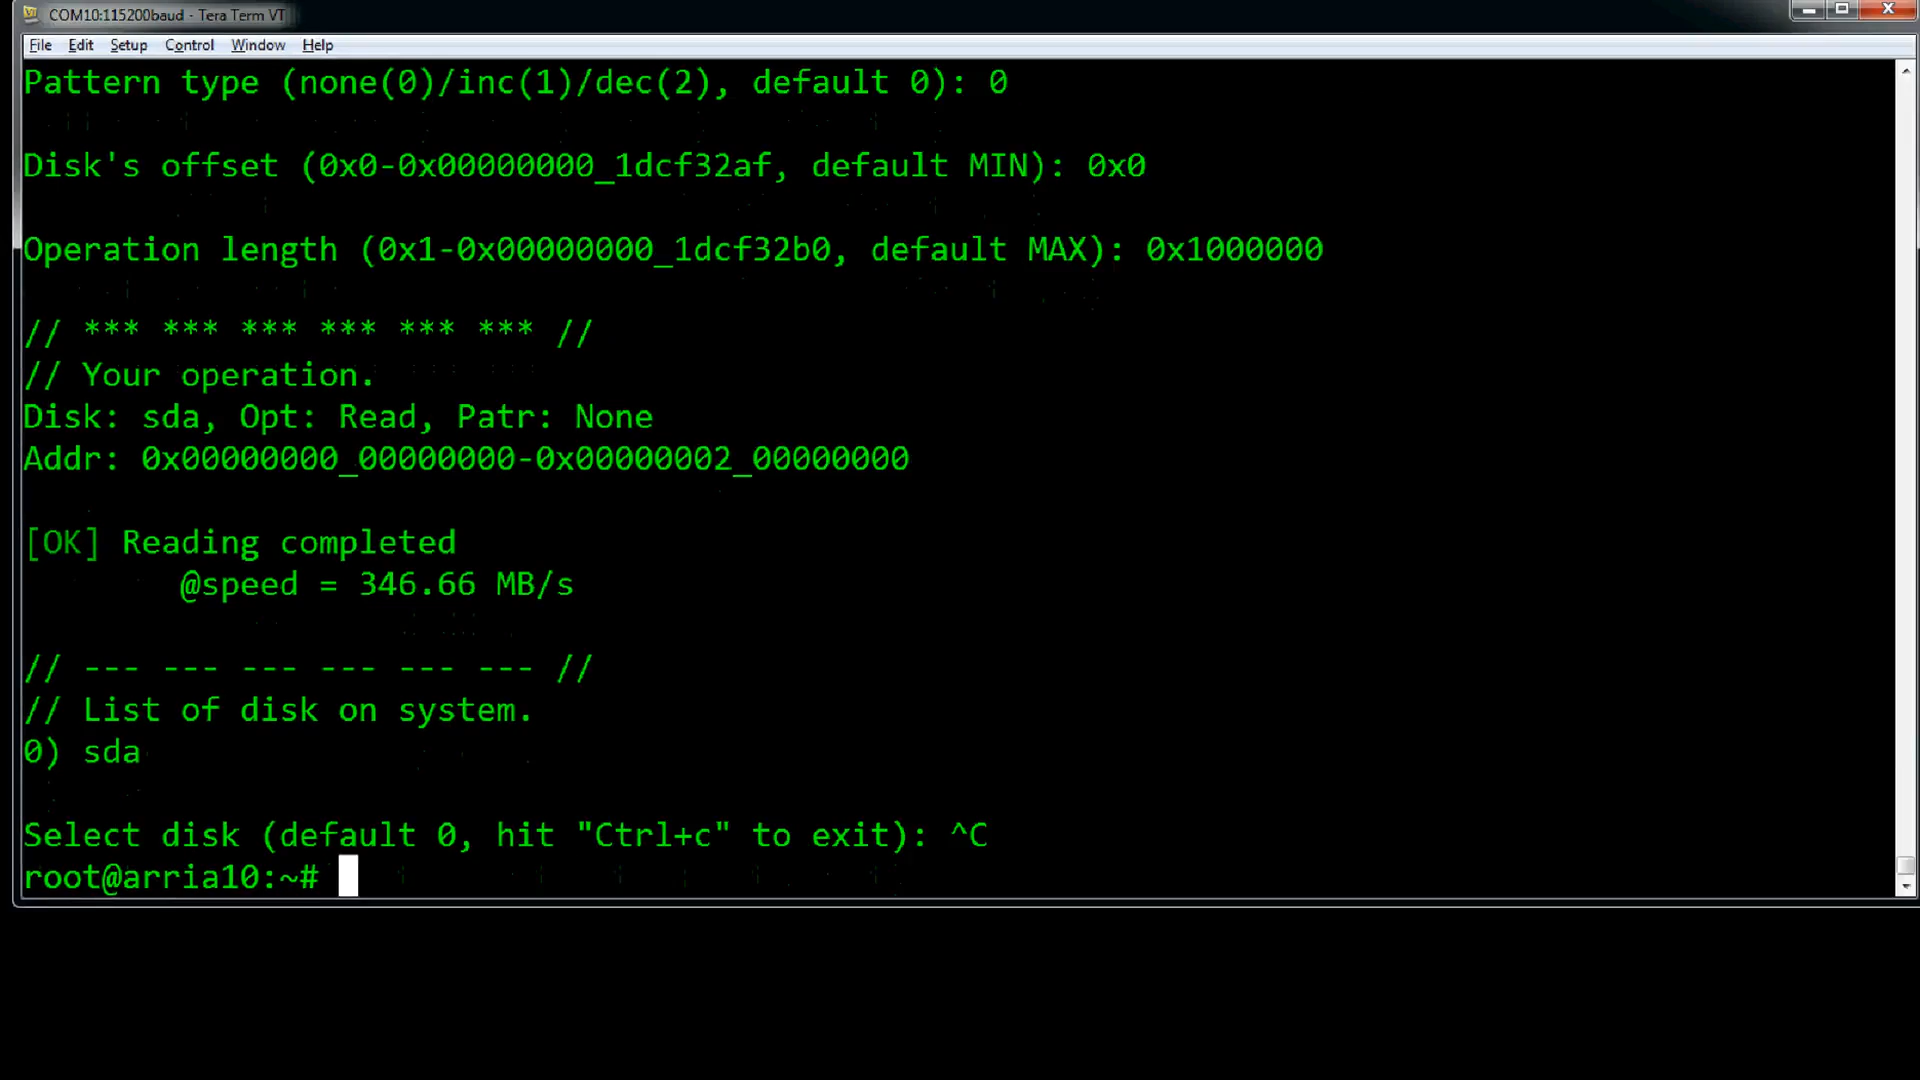 COM10:115200baud - Tera Term VT
File Edit Setup Control Window Help
Pattern type (none(0)/inc(1)/dec(2), default 0): 0
Disk's offset (0x0-0x00000000_1dcf32af, default MIN): 0x0
Operation length (0x1-0x00000000_1dcf32b0, default MAX): 0x1000000
// *** *** *** *** *** *** //
// Your operation.
Disk: sda, Opt: Read, Patr: None
Addr: 0x00000000_00000000-0x00000002_00000000
[OK] Reading completed
@speed = 346.66 MB/s
// --- --- --- --- --- --- //
// List of disk on system.
0) sda
Select disk (default 0, hit "Ctrl+c" to exit): ^C
root@arria10:~#